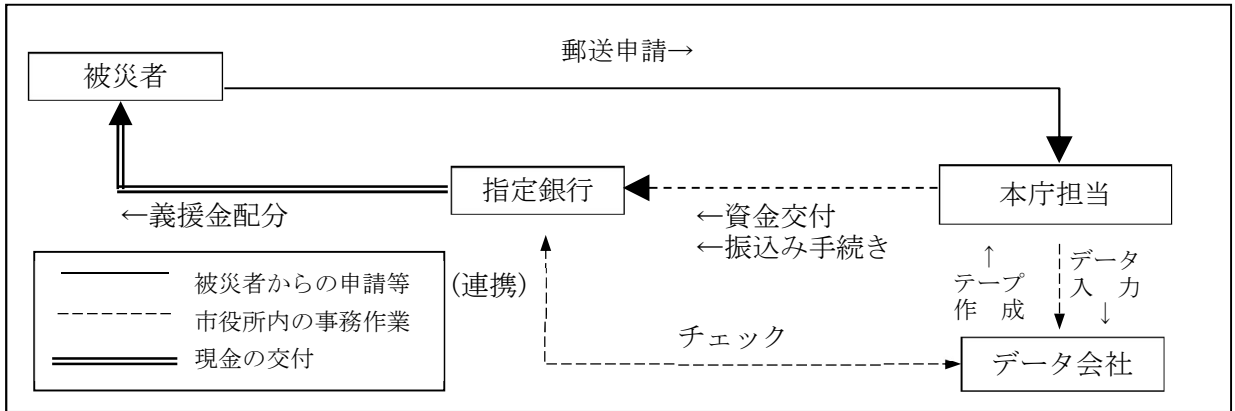 郵送申請→
被災者
指定銀行
本庁担当
←義援金配分
←資金交付
←振込み手続き
被災者からの申請等
市役所内の事務作業
現金の交付
(連携)
チェック
↑
テープ
作　成
データ
入　力
↓
データ会社